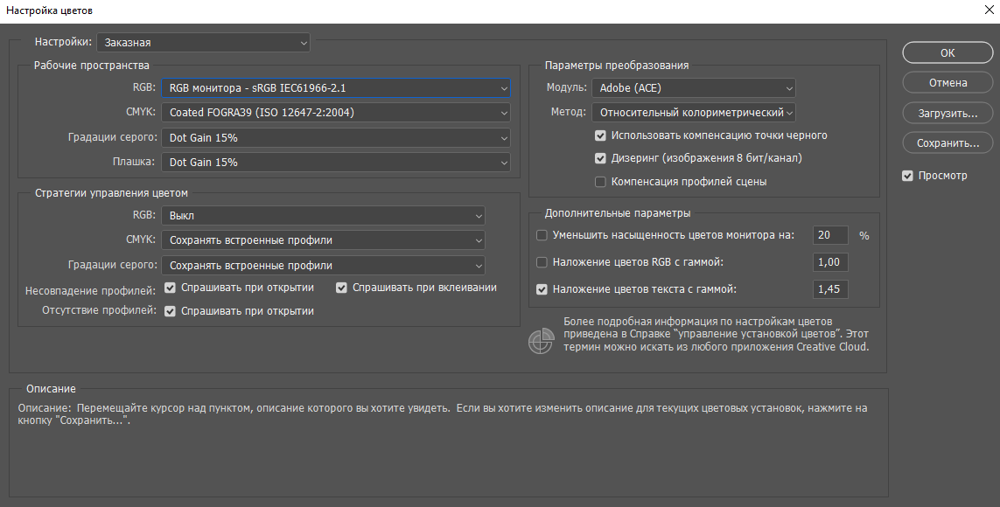 Настройка цветов
Настройки: Заказная
Рабочие пространства
RGB: RGB монитора - sRGB IEC61966-2.1
CMYK: Coated FOGRA39 (ISO 12647-2:2004)
Градации серого: Dot Gain 15%
Плашка: Dot Gain 15%
Стратегии управления цветом
RGB: Выкл
CMYK: Сохранять встроенные профили
Градации серого: Сохранять встроенные профили
Несовпадение профилей: Спрашивать при открытии Спрашивать при вклеивании
Отсутствие профилей: Спрашивать при открытии
Параметры преобразования
Модуль: Adobe (ACE)
Метод: Относительный колориметрический
Использовать компенсацию точки черного
Дизеринг (изображения 8 бит/канал)
Компенсация профилей сцены
Дополнительные параметры
Уменьшить насыщенность цветов монитора на: 20 %
Наложение цветов RGB с гаммой: 1,00
Наложение цветов текста с гаммой: 1,45
Более подробная информация по настройкам цветов
приведена в Справке "управление установкой цветов". Этот
термин можно искать из любого приложения Creative Cloud.
OK
Отмена
Загрузить...
Сохранить...
Просмотр
Описание
Описание: Перемещайте курсор над пунктом, описание которого вы хотите увидеть. Если вы хотите изменить описание для текущих цветовых установок, нажмите на
кнопку "Сохранить...".